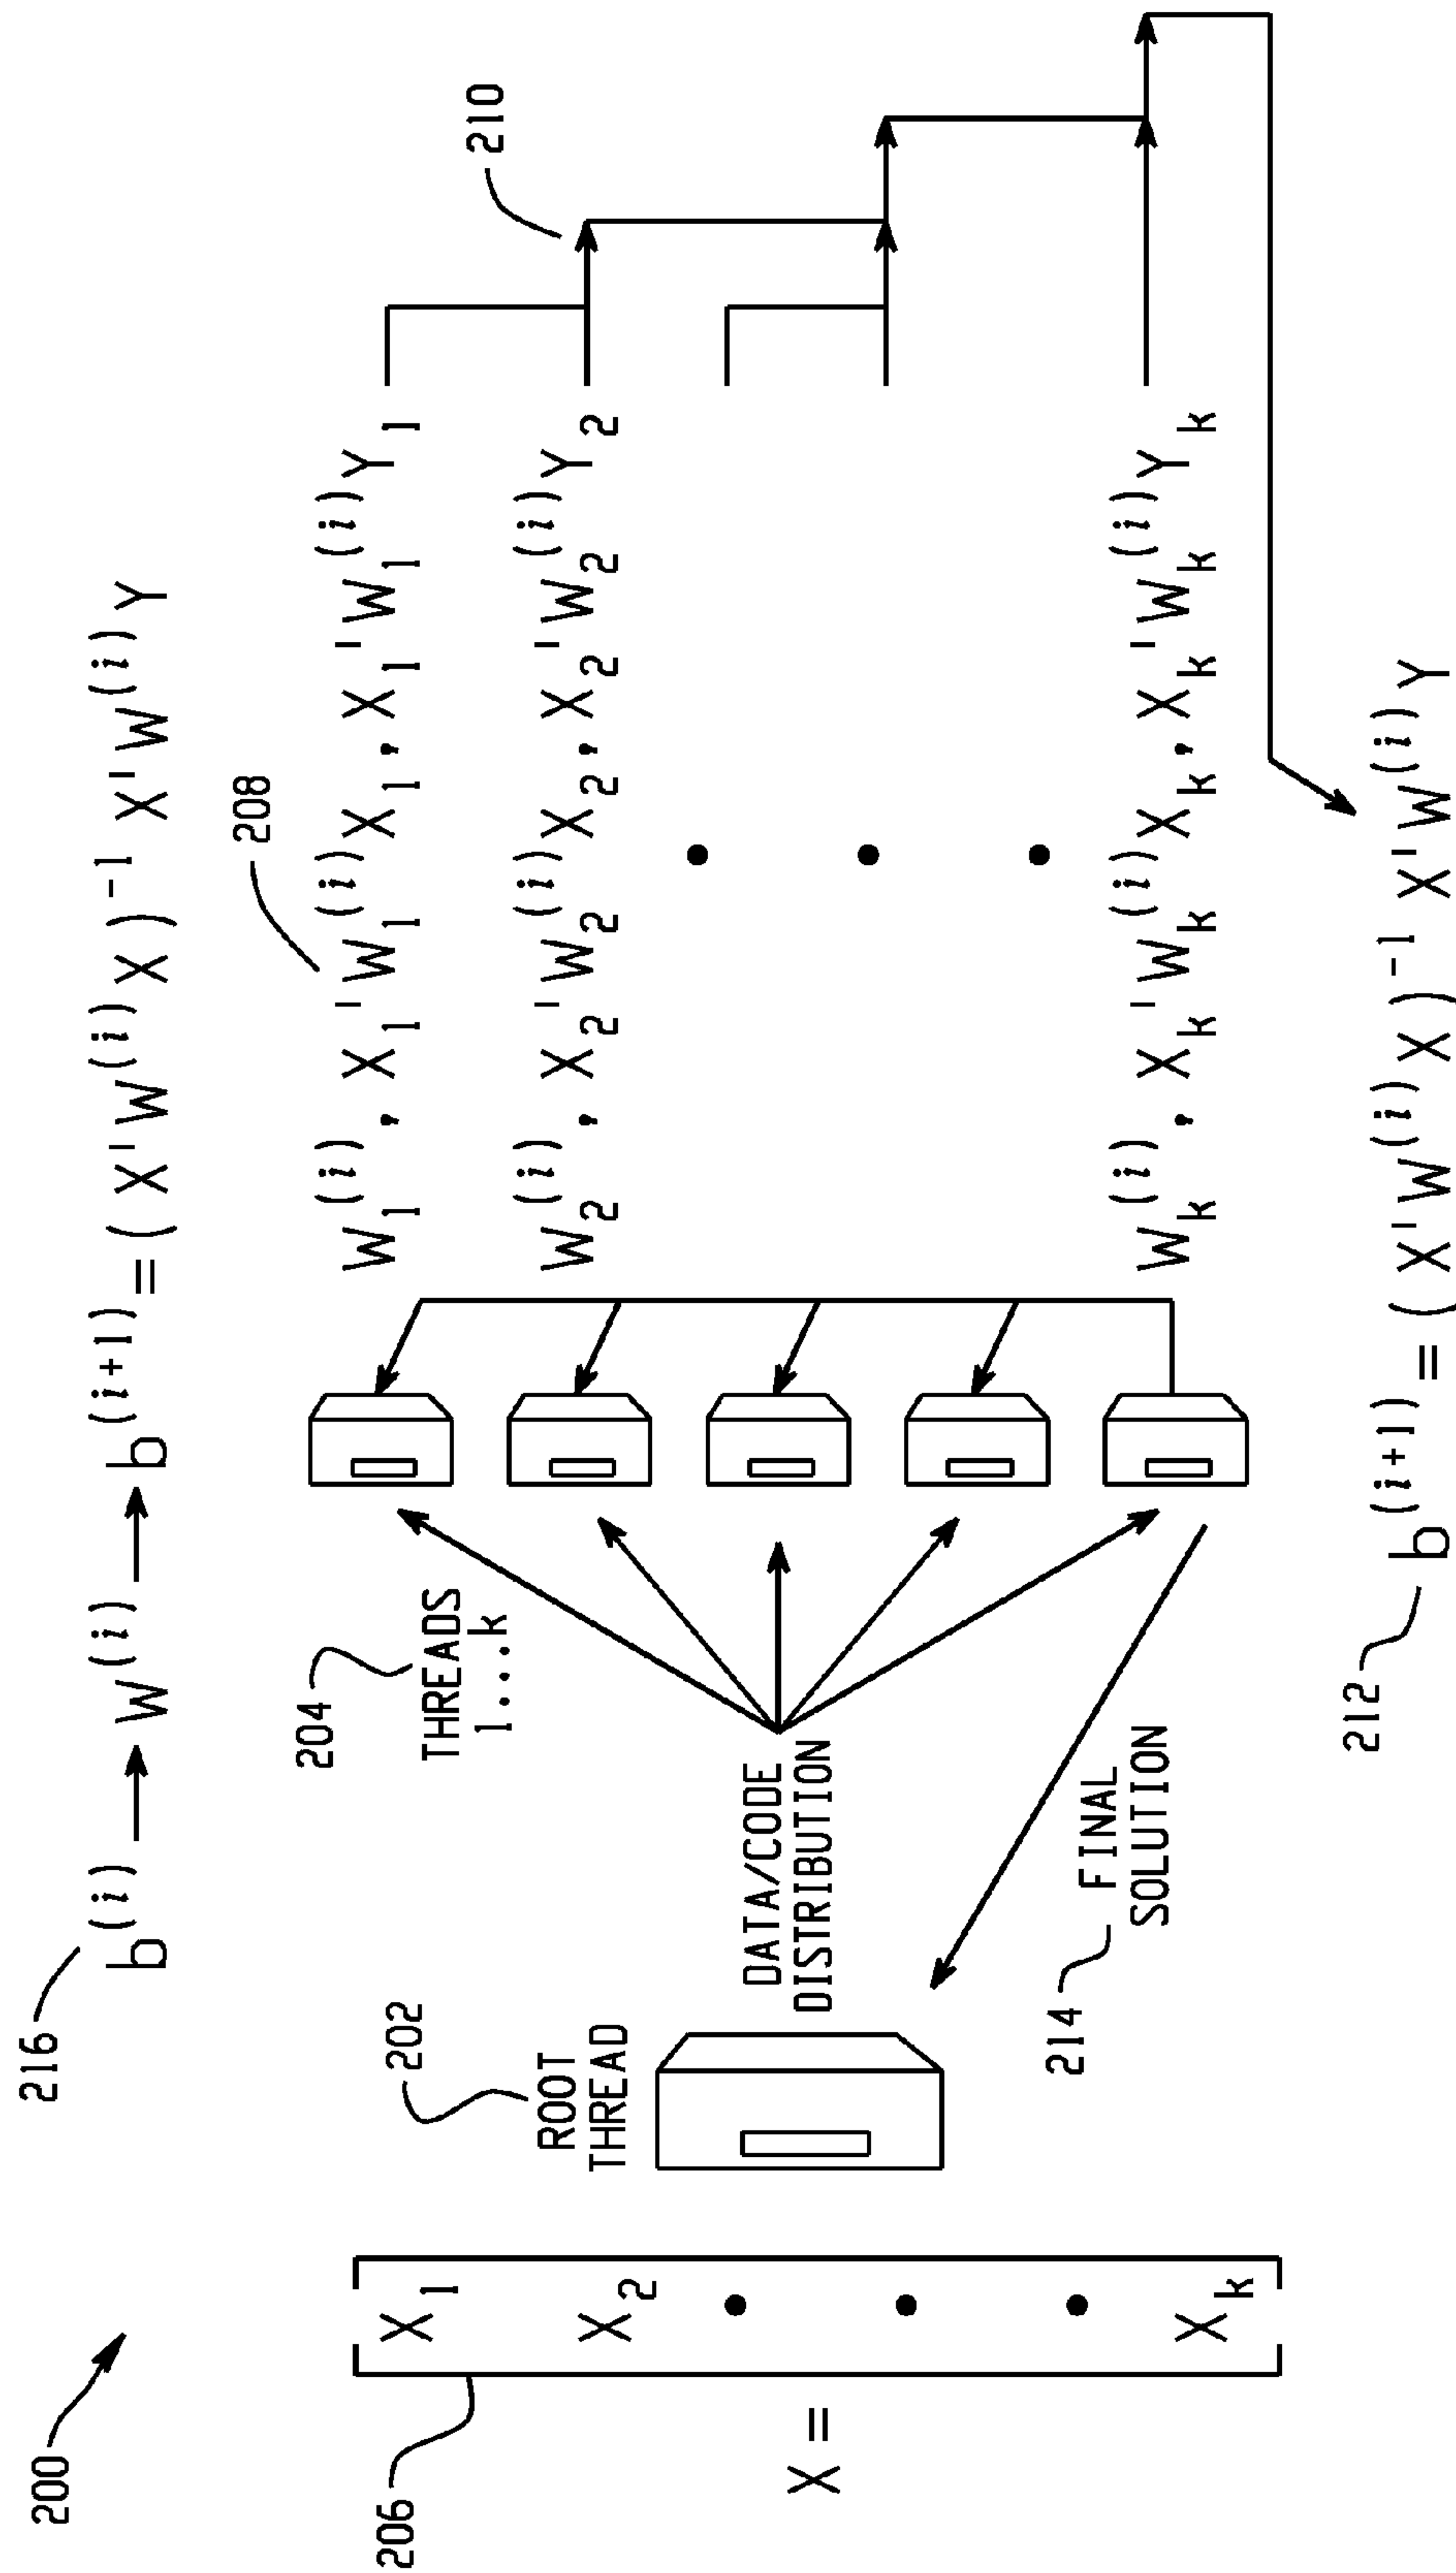 200
216
b^(i) → W^(i) → b^(i+1) = (X'W^(i)X)^-1 X'W^(i)Y
206
X =
X_1
X_2
X_k
202
ROOT
THREAD
DATA/CODE
DISTRIBUTION
214
FINAL
SOLUTION
204
THREADS
1...k
208
W_1^(i), X_1'W_1^(i)X_1, X_1'W_1^(i)Y_1
W_2^(i), X_2'W_2^(i)X_2, X_2'W_2^(i)Y_2
W_k^(i), X_k'W_k^(i)X_k, X_k'W_k^(i)Y_k
210
212
b^(i+1) = (X'W^(i)X)^-1 X'W^(i)Y